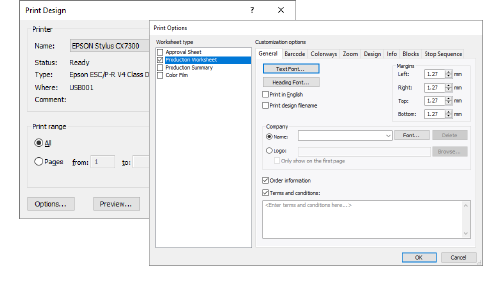 Print Design
?
Printer
Name: EPSON Stylus CX7300
Status: Ready
Type: Epson ESC/P-R V4 Class D
Where: USB001
Comment:
Print range
All
Pages from: 1 to:
Options... Preview...
Print Options
Worksheet type
Approval Sheet
Production Worksheet
Production Summary
Color Film
Customization options
General Barcode Colorways Zoom Design Info Blocks Stop Sequence
Text Font...
Heading Font...
Print in English
Print design filename
Margins
Left: 1.27 mm
Right: 1.27 mm
Top: 1.27 mm
Bottom: 1.27 mm
Company
Name: Font... Delete
Logo: Browse...
Only show on the first page
Order information
Terms and conditions:
<Enter terms and conditions here...>
OK Cancel